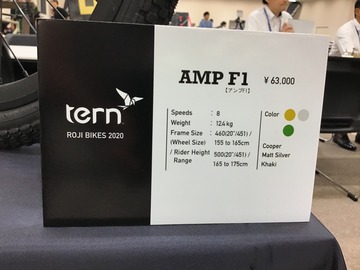 tern
ROJI BIKES 2020
AMP F1
【アンプF1】
¥ 63,000
Speeds : 8
Weight : 12.4kg
Frame Size : 460(20"/451) /
(Wheel Size) 155 to 165cm
/ Rider Height 500(20"/451) /
Range 165 to 175cm
Color :
Cooper
Matt Silver
Khaki